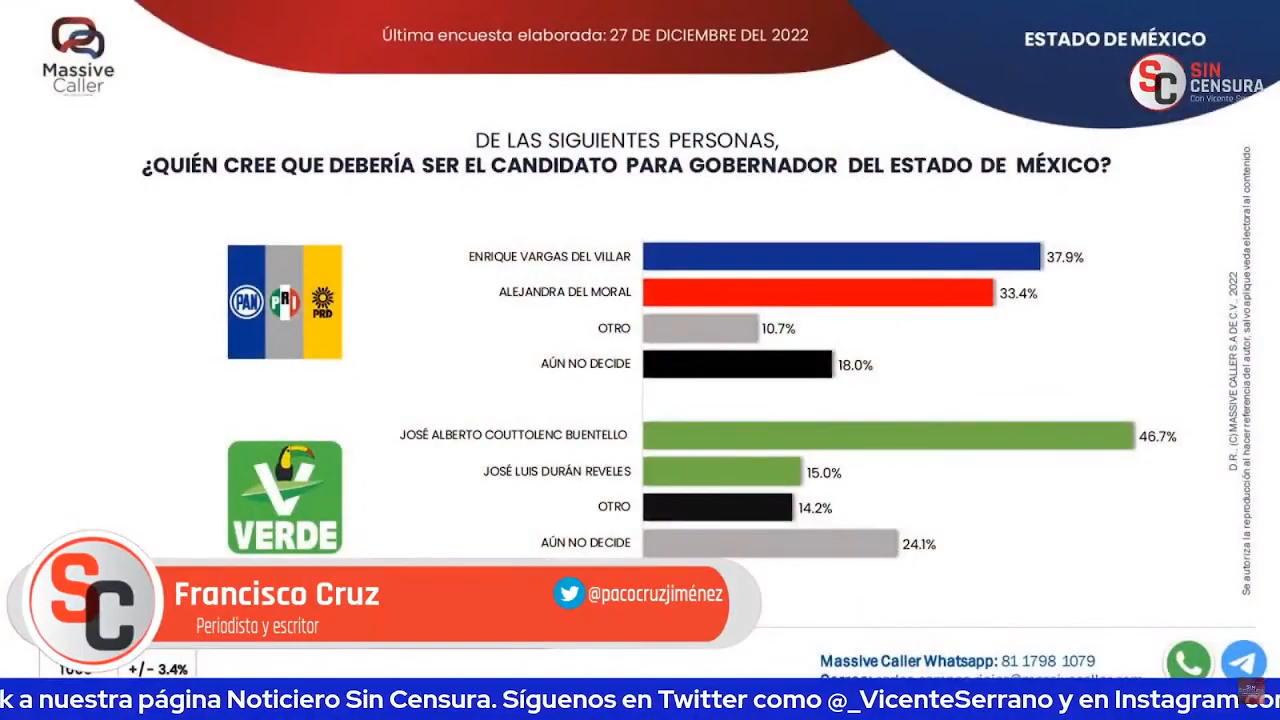 Massive
Caller
Última encuesta elaborada: 27 DE DICIEMBRE DEL 2022
ESTADO DE MÉXICO
SC
SIN
CENSURA
Con Vicente
DE LAS SIGUIENTES PERSONAS,
¿QUIÉN CREE QUE DEBERÍA SER EL CANDIDATO PARA GOBERNADOR DEL ESTADO DE MÉXICO?
PAN
PRI
PRD
ENRIQUE VARGAS DEL VILLAR 37.9%
ALEJANDRA DEL MORAL 33.4%
OTRO 10.7%
AÚN NO DECIDE 18.0%
VERDE
JOSÉ ALBERTO COUTTOLENC BUENTELLO 46.7%
JOSÉ LUIS DURÁN REVELES 15.0%
OTRO 14.2%
AÚN NO DECIDE 24.1%
D.R., (C) MASSIVE CALLER S.A DE C.V., 2022
Se autoriza la reproducción al hacer referencia del autor, salvo aplique veda electoral al contenido.
SC
Francisco Cruz
Periodista y escritor
@pacocruzjiménez
+/- 3.4%
Massive Caller Whatsapp: 81 1798 1079
k a nuestra página Noticiero Sin Censura. Síguenos en Twitter como @_VicenteSerrano y en Instagram